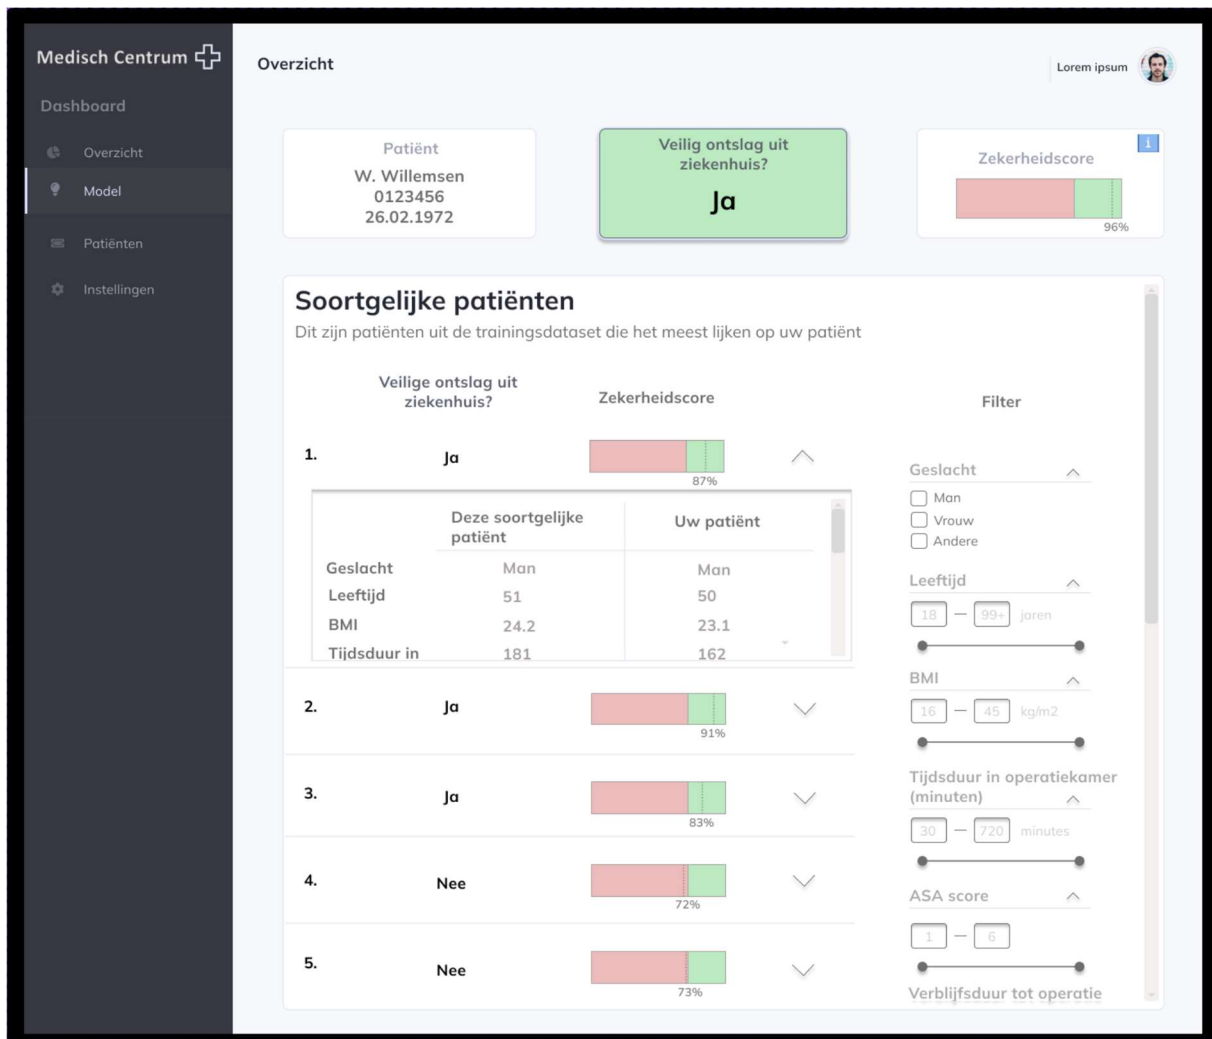 Medisch Centrum
Dashboard
Overzicht
Model
Patiënten
Instellingen
Overzicht
Lorem ipsum
Patiënt
W. Willemsen
0123456
26.02.1972
Veilig ontslag uit
ziekenhuis?
Ja
i
Zekerheidscore
96%
Soortgelijke patiënten
Dit zijn patiënten uit de trainingsdataset die het meest lijken op uw patiënt
Veilige ontslag uit
ziekenhuis?
Zekerheidscore
1. Ja
87%
Deze soortgelijke
patiënt
Uw patiënt
Geslacht Man Man
Leeftijd 51 50
BMI 24.2 23.1
Tijdsduur in 181 162
2. Ja
91%
3. Ja
83%
4. Nee
72%
5. Nee
73%
Filter
Geslacht
Man
Vrouw
Andere
Leeftijd
18 — 99+ jaren
BMI
16 — 45 kg/m2
Tijdsduur in operatiekamer
(minuten)
30 — 720 minutes
ASA score
1 — 6
Verblijfsduur tot operatie